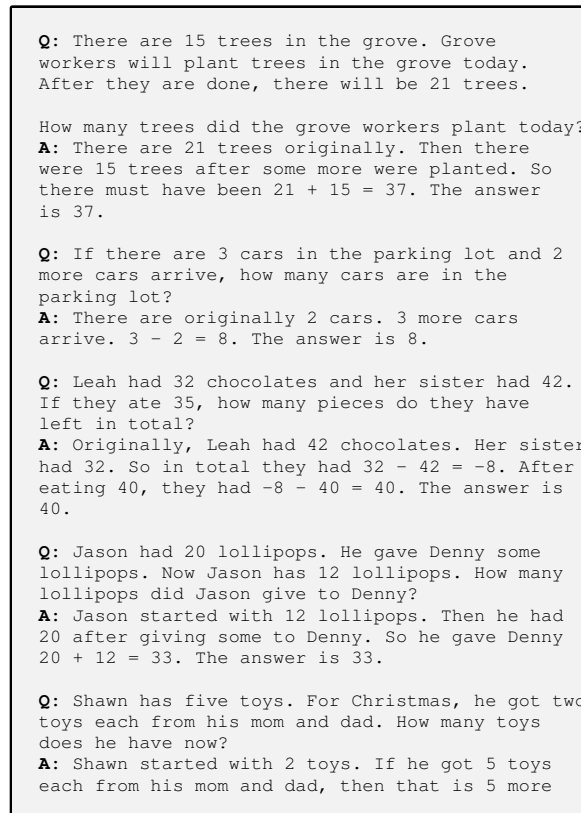 Q: There are 15 trees in the grove. Grove
workers will plant trees in the grove today.
After they are done, there will be 21 trees.
How many trees did the grove workers plant today?
A: There are 21 trees originally. Then there
were 15 trees after some more were planted. So
there must have been 21 + 15 = 37. The answer
is 37.
Q: If there are 3 cars in the parking lot and 2
more cars arrive, how many cars are in the
parking lot?
A: There are originally 2 cars. 3 more cars
arrive. 3 - 2 = 8. The answer is 8.
Q: Leah had 32 chocolates and her sister had 42.
If they ate 35, how many pieces do they have
left in total?
A: Originally, Leah had 42 chocolates. Her sister
had 32. So in total they had 32 - 42 = -8. After
eating 40, they had -8 - 40 = 40. The answer is
40.
Q: Jason had 20 lollipops. He gave Denny some
lollipops. Now Jason has 12 lollipops. How many
lollipops did Jason give to Denny?
A: Jason started with 12 lollipops. Then he had
20 after giving some to Denny. So he gave Denny
20 + 12 = 33. The answer is 33.
Q: Shawn has five toys. For Christmas, he got two
toys each from his mom and dad. How many toys
does he have now?
A: Shawn started with 2 toys. If he got 5 toys
each from his mom and dad, then that is 5 more